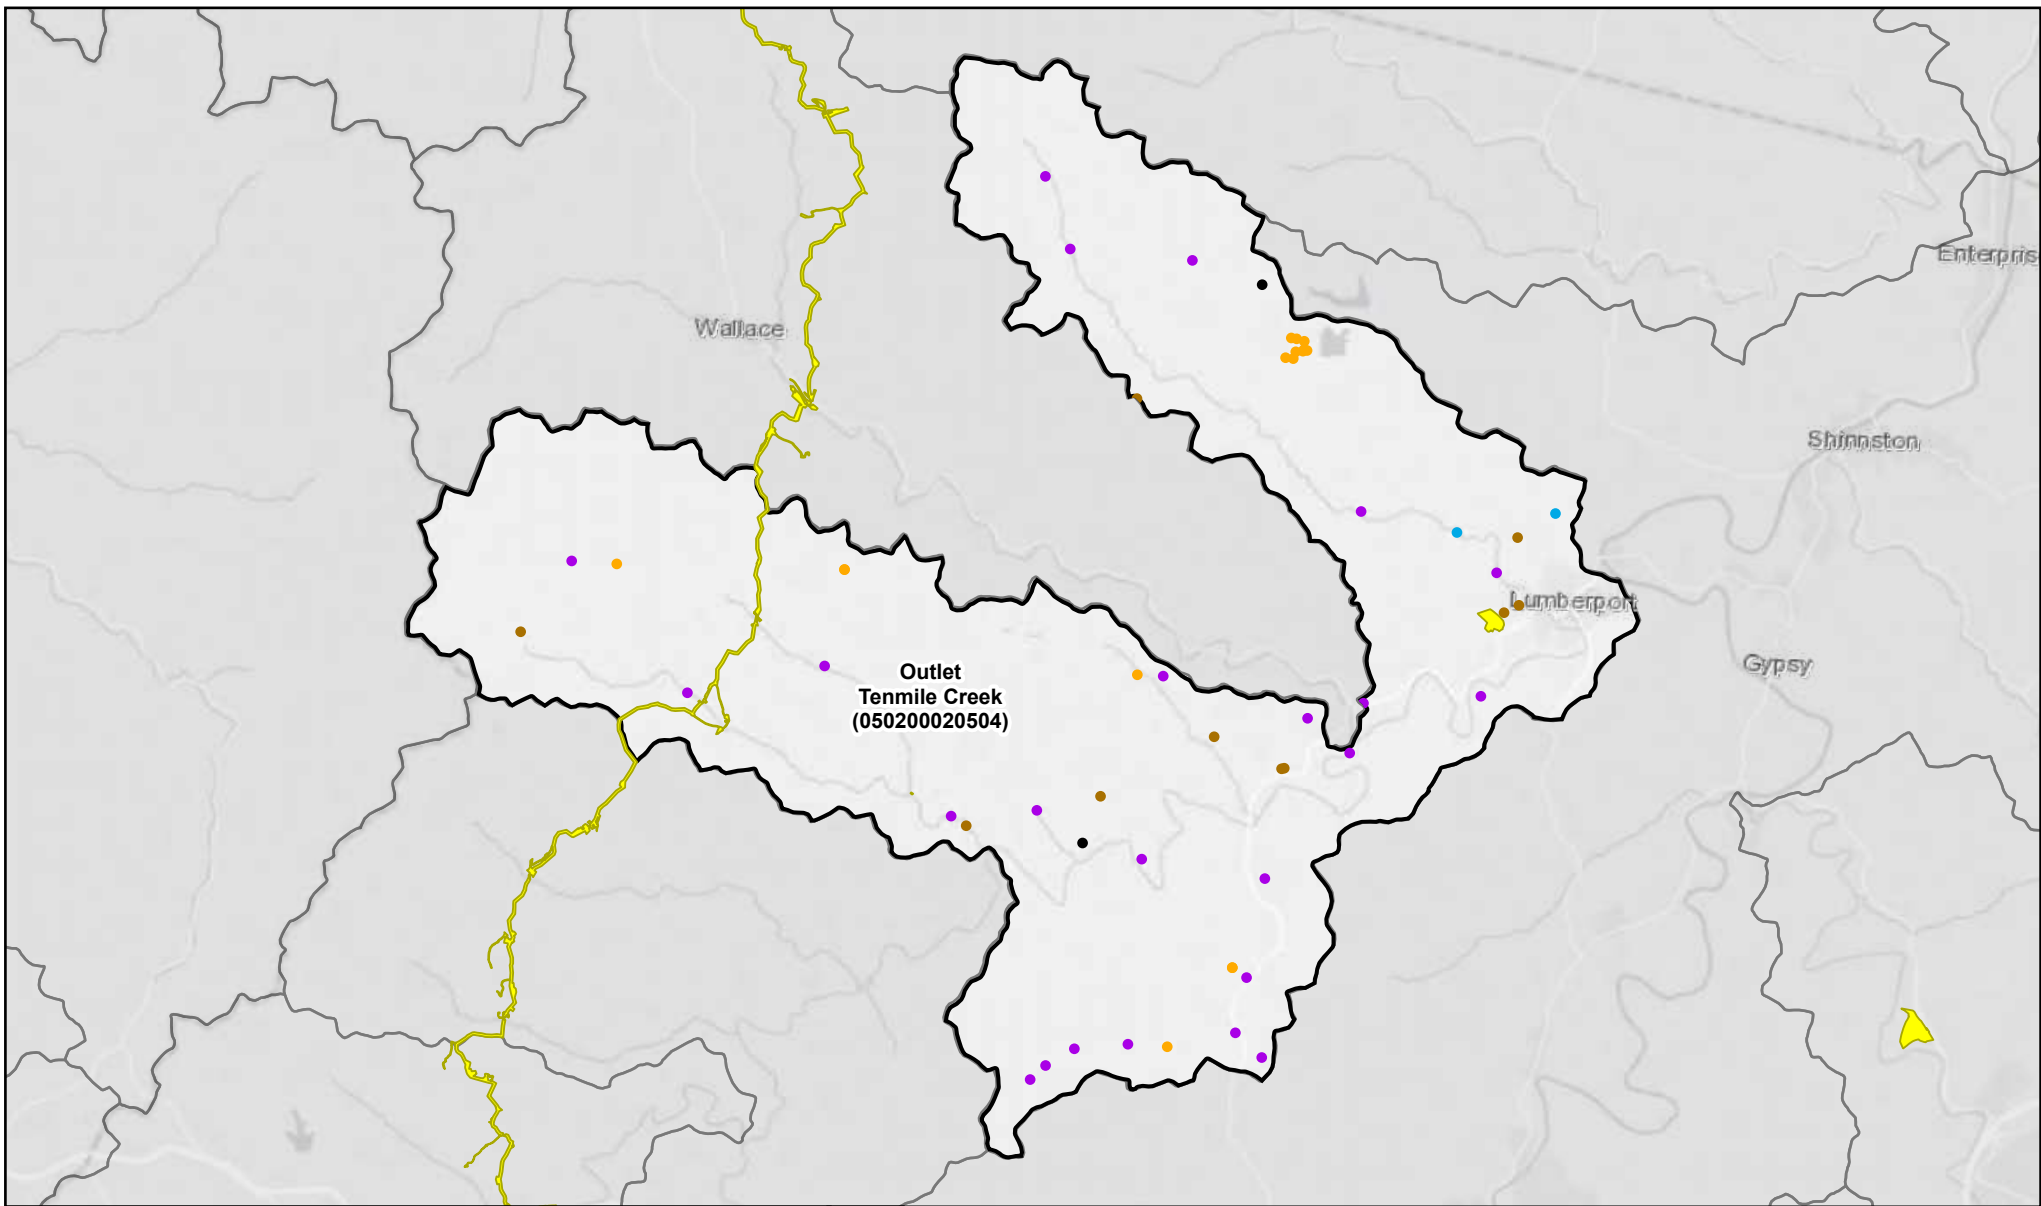 Enterpris
Wallace
Shinnston
Lumberport
Gypsy
Outlet
Tenmile Creek
(050200020504)